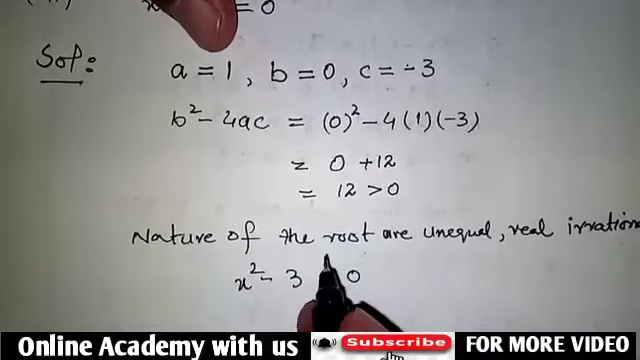 = 0
Sol:
a = 1, b = 0, c = -3
b² - 4ac = (0)² - 4(1)(-3)
= 0 + 12
= 12 > 0
Nature of the root are unequal, real irration
x² - 3 0
Online Academy with us Subscribe FOR MORE VIDEO